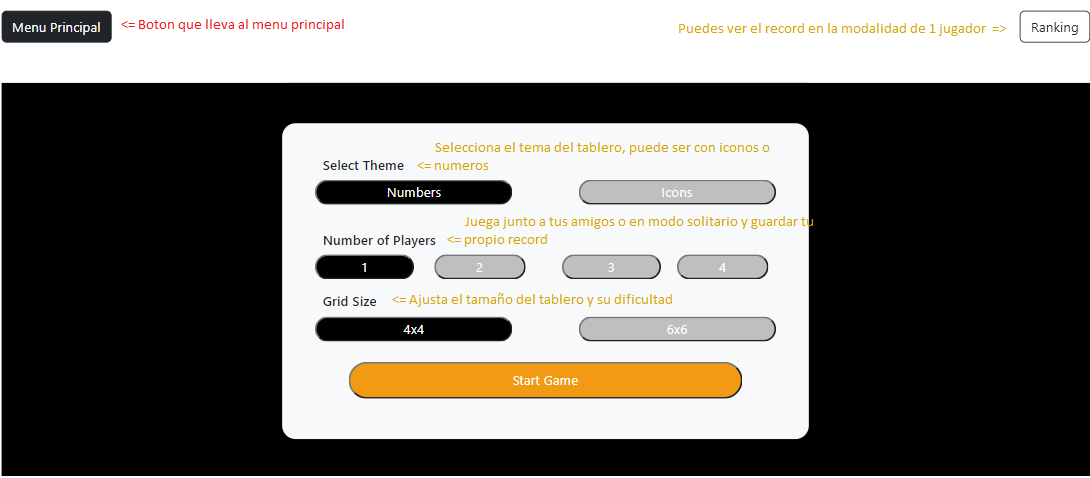 Menu Principal <= Boton que lleva al menu principal
Puedes ver el record en la modalidad de 1 jugador => Ranking
Selecciona el tema del tablero, puede ser con iconos o
Select Theme <= numeros
Numbers Icons
Juega junto a tus amigos o en modo solitario y guardar tu
Number of Players <= propio record
1 2 3 4
Grid Size <= Ajusta el tamaño del tablero y su dificultad
4x4 6x6
Start Game